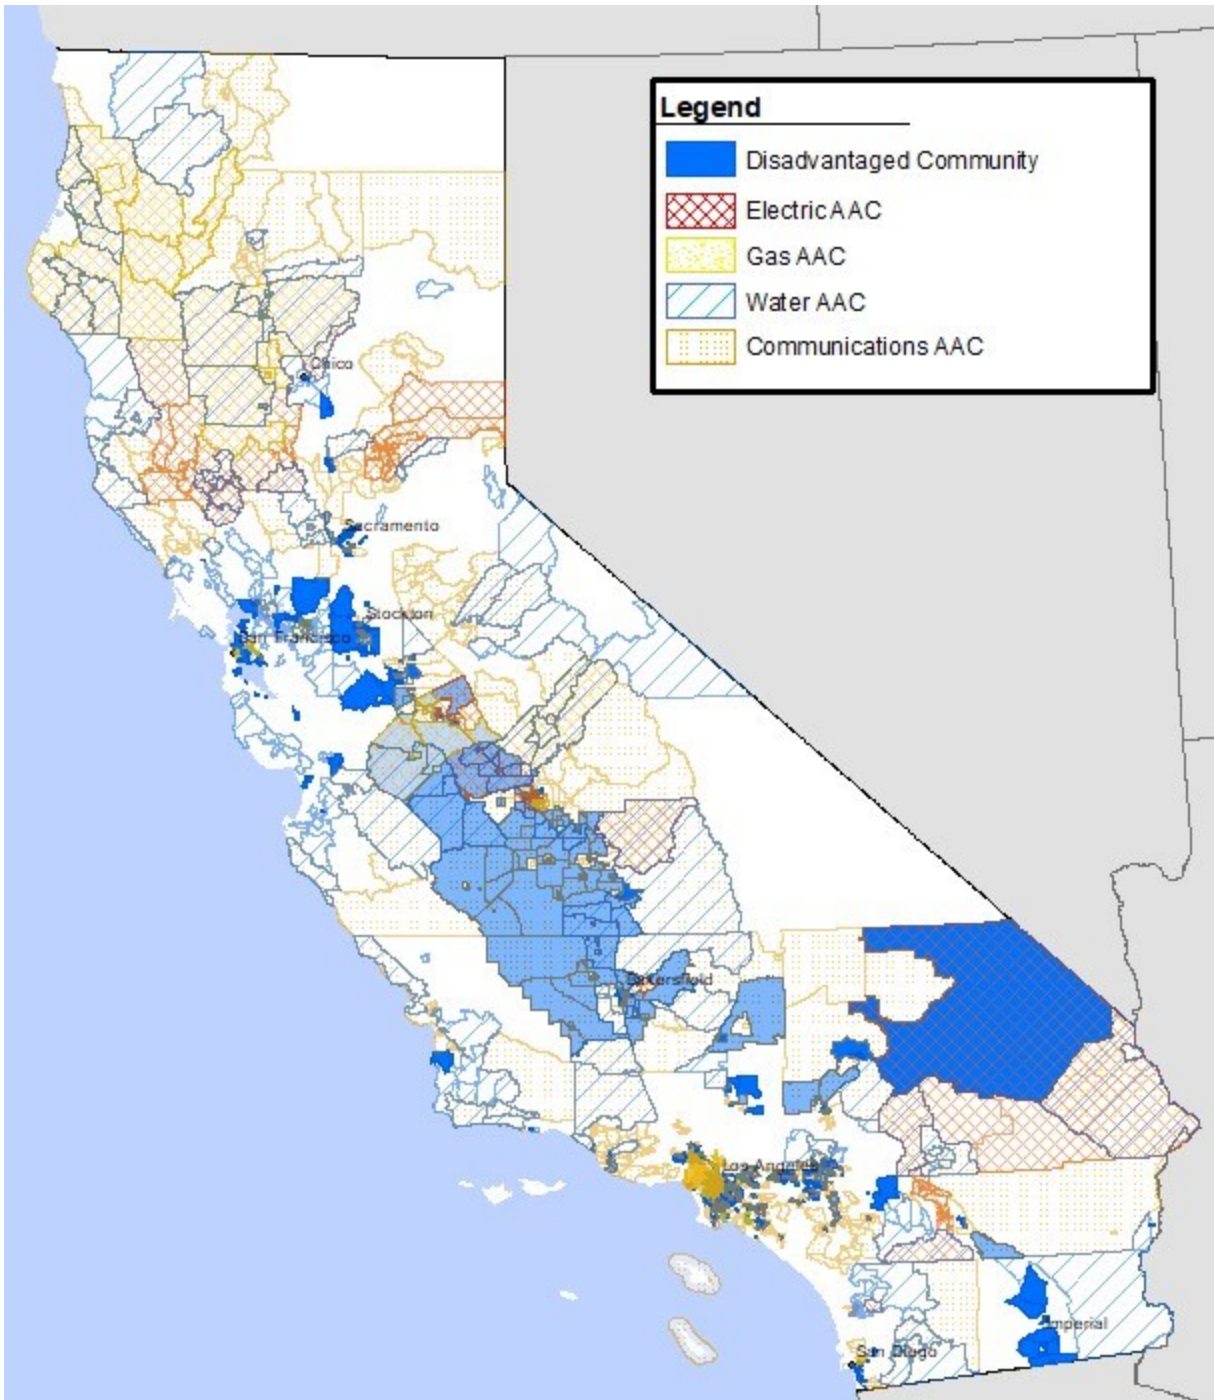 Legend
Disadvantaged Community
Electric AAC
Gas AAC
Water AAC
Communications AAC
Chico
Sacramento
Stockton
San Francisco
Bakersfield
Los Angeles
Imperial
San Diego